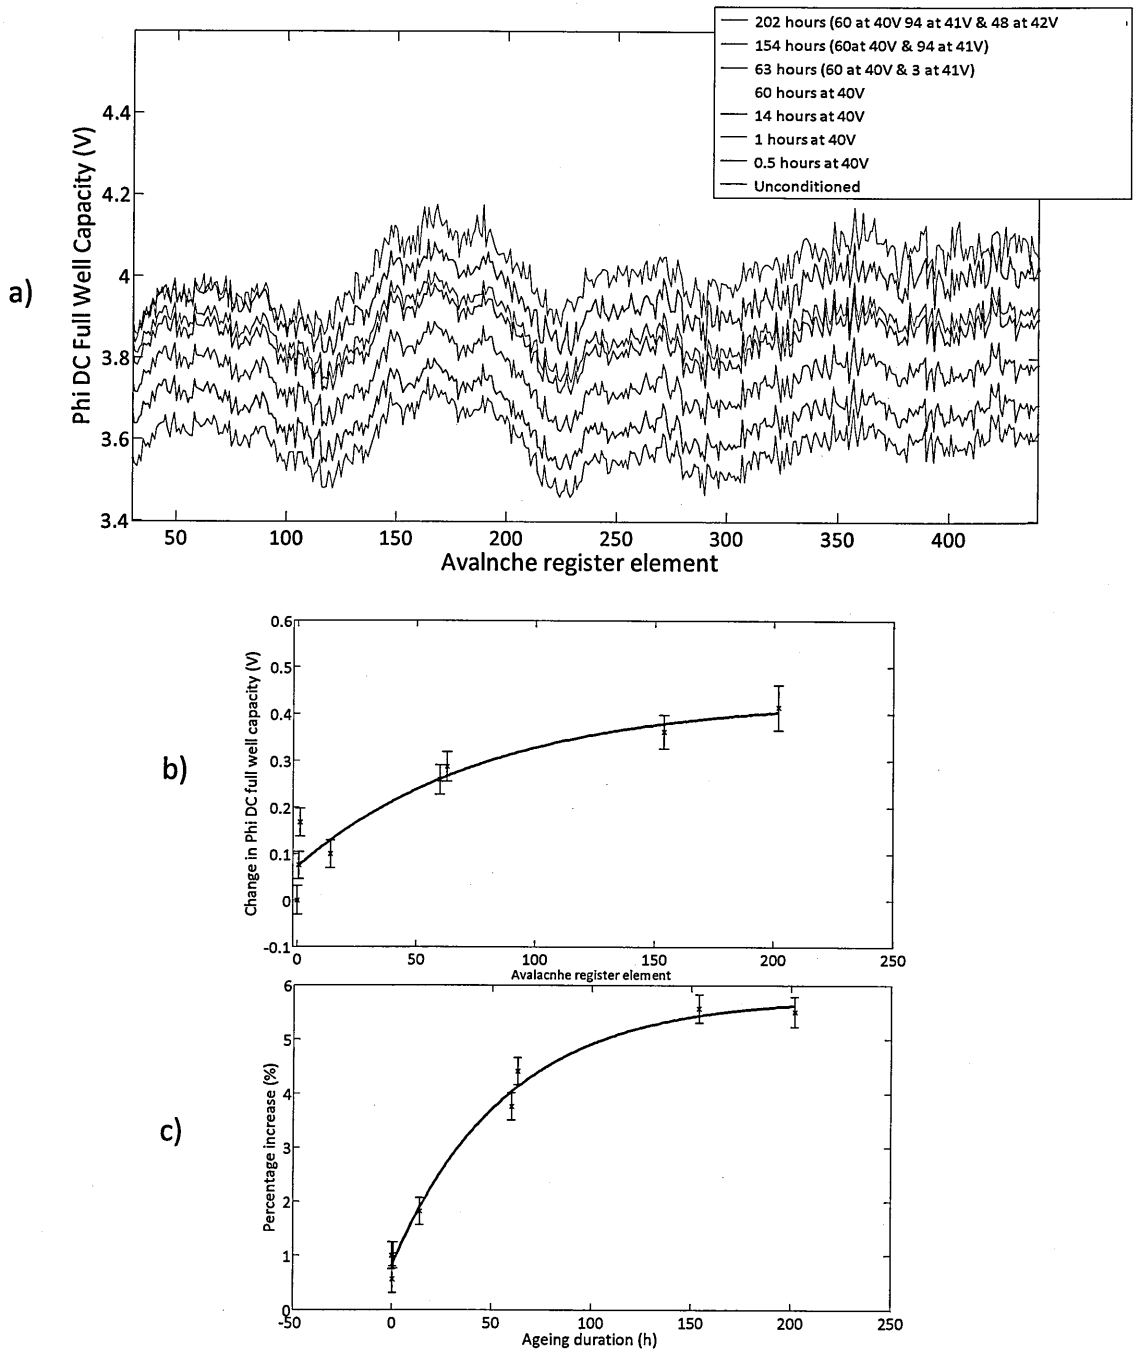 202 hours (60 at 40V 94 at 41V & 48 at 42V
154 hours (60at 40V & 94 at 41V)
63 hours (60 at 40V & 3 at 41V)
60 hours at 40V
14 hours at 40V
1 hours at 40V
0.5 hours at 40V
Unconditioned
a)
Phi DC Full Well Capacity (V)
4.4
4.2
4
3.8
3.6
3.4
50 100 150 200 250 300 350 400
Avalnche register element
b)
Change in Phi DC full well capacity (V)
0.6
0.5
0.4
0.3
0.2
0.1
0
-0.1
0 50 100 150 200 250
Avalacnhe register element
c)
Percentage increase (%)
6
5
4
3
2
1
0
-50 0 50 100 150 200 250
Ageing duration (h)